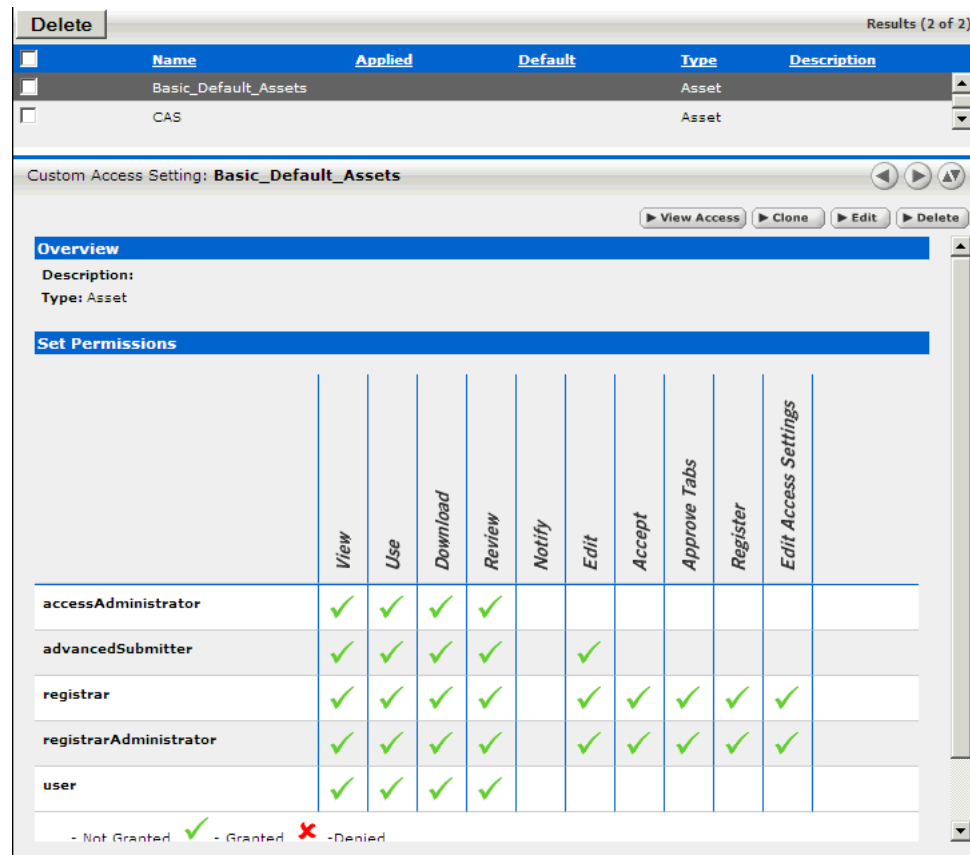 Delete
Results (2 of 2)
Name Applied Default Type Description
Basic_Default_Assets Asset
CAS Asset
Custom Access Setting: Basic_Default_Assets
View Access Clone Edit Delete
Overview
Description:
Type: Asset
Set Permissions
View Use Download Review Notify Edit Accept Approve Tabs Register Edit Access Settings
accessAdministrator
advancedSubmitter
registrar
registrarAdministrator
user
- Not Granted - Granted -Denied